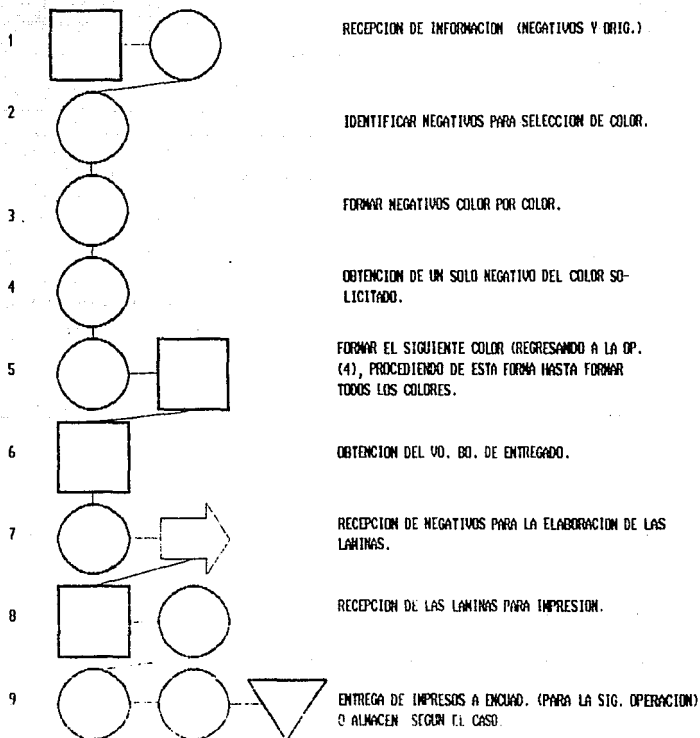 1 RECEPCION DE INFORMACION (NEGATIVOS Y ORIG.)
2 IDENTIFICAR NEGATIVOS PARA SELECCION DE COLOR.
3. FORMAR NEGATIVOS COLOR POR COLOR.
4 OBTENCION DE UN SOLO NEGATIVO DEL COLOR SO-
LICITADO.
5 FORMAR EL SIGUIENTE COLOR (REGRESANDO A LA OP.
(4), PROCEDIENDO DE ESTA FORMA HASTA FORMAR
TODOS LOS COLORES.
6 OBTENCION DEL VO. BO. DE ENTREGADO.
7 RECEPCION DE NEGATIVOS PARA LA ELABORACION DE LAS
LAMINAS.
8 RECEPCION DE LAS LAMINAS PARA IMPRESION.
9 ENTREGA DE IMPRESOS A ENCUAD. (PARA LA SIG. OPERACION)
O ALMACEN SEGUN EL CASO.